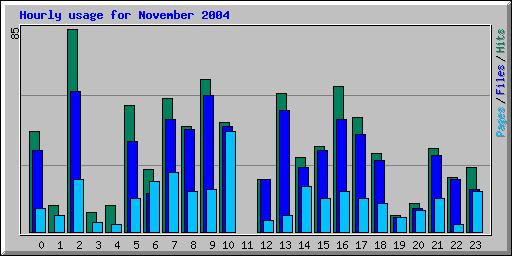 Hourly usage for November 2004
85
Pages / Files / Hits
0 1 2 3 4 5 6 7 8 9 10 11 12 13 14 15 16 17 18 19 20 21 22 23